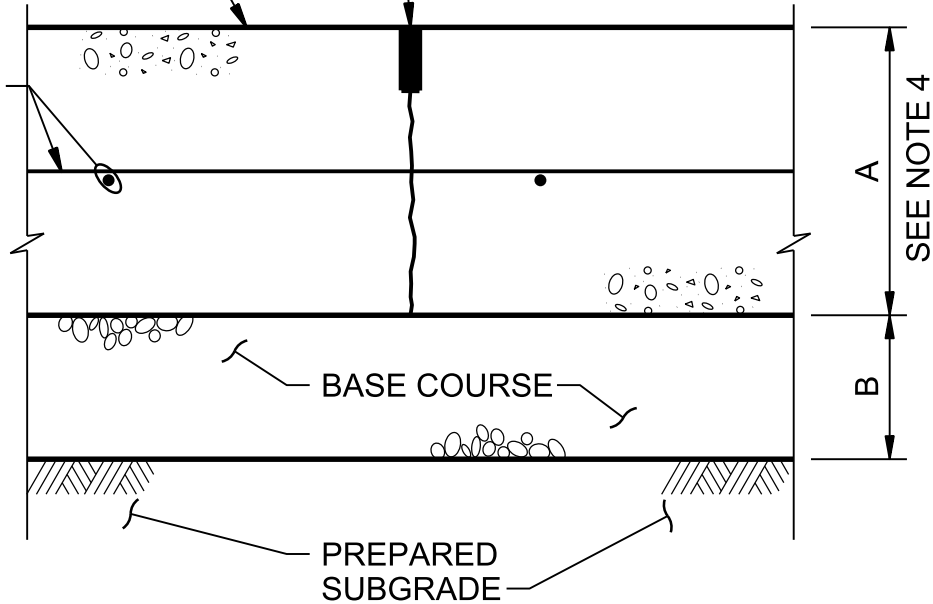 A
SEE NOTE 4
BASE COURSE
B
PREPARED
SUBGRADE